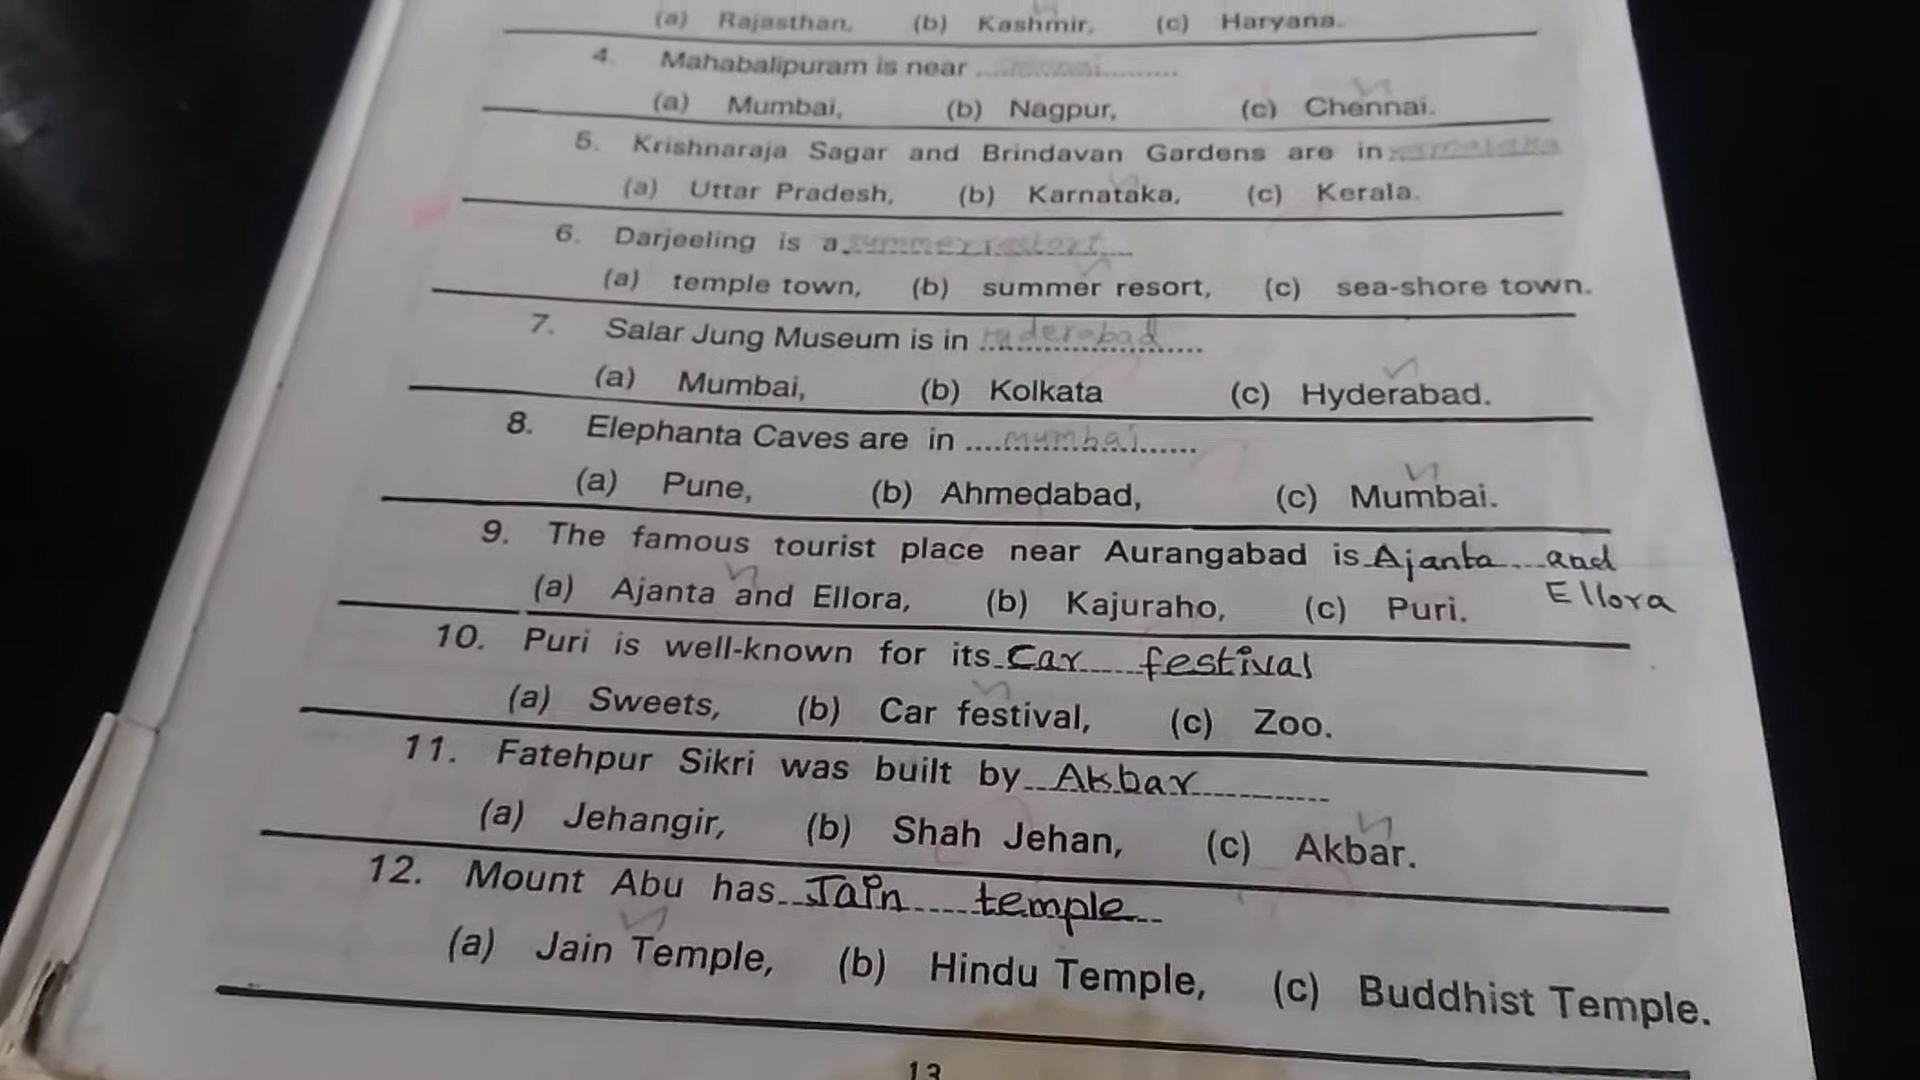 (a) Rajasthan, (b) Kashmir, (c) Haryana.
4. Mahabalipuram is near ....................
(a) Mumbai, (b) Nagpur, (c) Chennai.
5. Krishnaraja Sagar and Brindavan Gardens are in karnataka
(a) Uttar Pradesh, (b) Karnataka, (c) Kerala.
6. Darjeeling is a summer restort
(a) temple town, (b) summer resort, (c) sea-shore town.
7. Salar Jung Museum is in Hyderabad
(a) Mumbai, (b) Kolkata (c) Hyderabad.
8. Elephanta Caves are in ....mumbai......
(a) Pune, (b) Ahmedabad, (c) Mumbai.
9. The famous tourist place near Aurangabad is Ajanta and
Ellora
(a) Ajanta and Ellora, (b) Kajuraho, (c) Puri.
10. Puri is well-known for its Car festival
(a) Sweets, (b) Car festival, (c) Zoo.
11. Fatehpur Sikri was built by Akbar
(a) Jehangir, (b) Shah Jehan, (c) Akbar.
12. Mount Abu has Jain temple
(a) Jain Temple, (b) Hindu Temple, (c) Buddhist Temple.
13